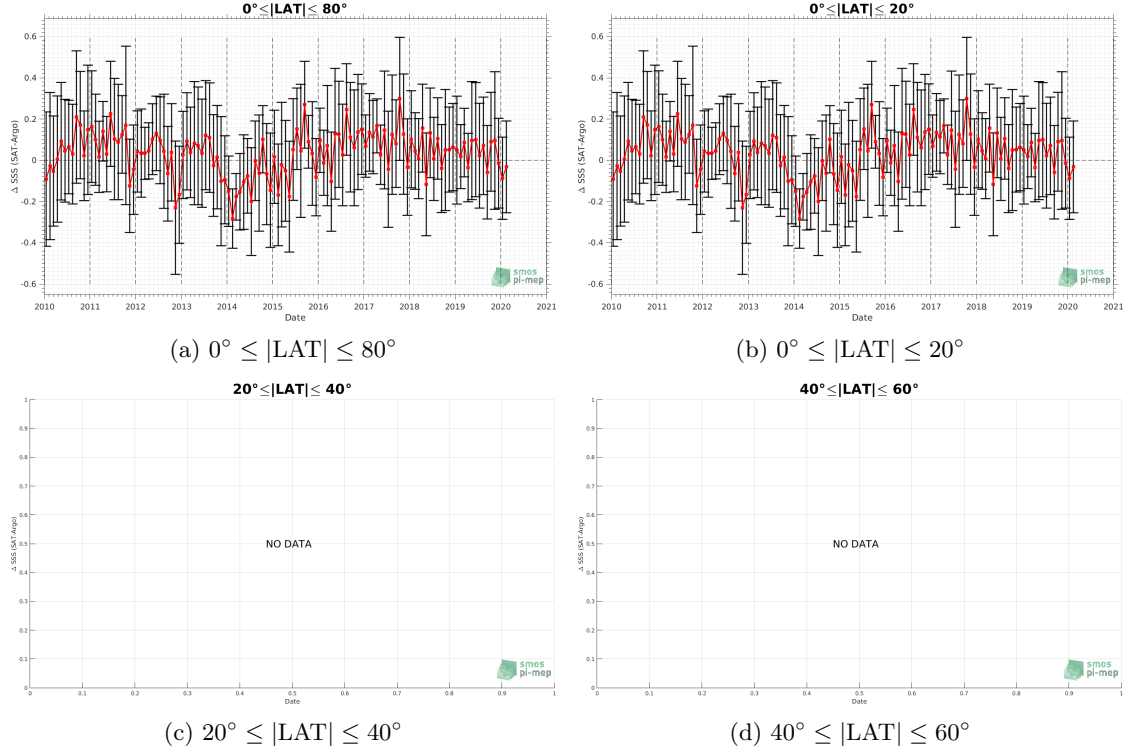 0°≤|LAT|≤ 80°
Δ SSS (SAT-Argo)
0.6
0.4
0.2
0
-0.2
-0.4
-0.6
2010 2011 2012 2013 2014 2015 2016 2017 2018 2019 2020 2021
Date
smos
pi-mep
(a) 0° ≤ |LAT| ≤ 80°
0°≤|LAT|≤ 20°
Δ SSS (SAT-Argo)
0.6
0.4
0.2
0
-0.2
-0.4
-0.6
2010 2011 2012 2013 2014 2015 2016 2017 2018 2019 2020 2021
Date
smos
pi-mep
(b) 0° ≤ |LAT| ≤ 20°
20°≤|LAT|≤ 40°
Δ SSS (SAT-Argo)
1
0.9
0.8
0.7
0.6
0.5
0.4
0.3
0.2
0.1
0
NO DATA
0 0.1 0.2 0.3 0.4 0.5 0.6 0.7 0.8 0.9 1
Date
smos
pi-mep
(c) 20° ≤ |LAT| ≤ 40°
40°≤|LAT|≤ 60°
Δ SSS (SAT-Argo)
1
0.9
0.8
0.7
0.6
0.5
0.4
0.3
0.2
0.1
0
NO DATA
0 0.1 0.2 0.3 0.4 0.5 0.6 0.7 0.8 0.9 1
Date
smos
pi-mep
(d) 40° ≤ |LAT| ≤ 60°